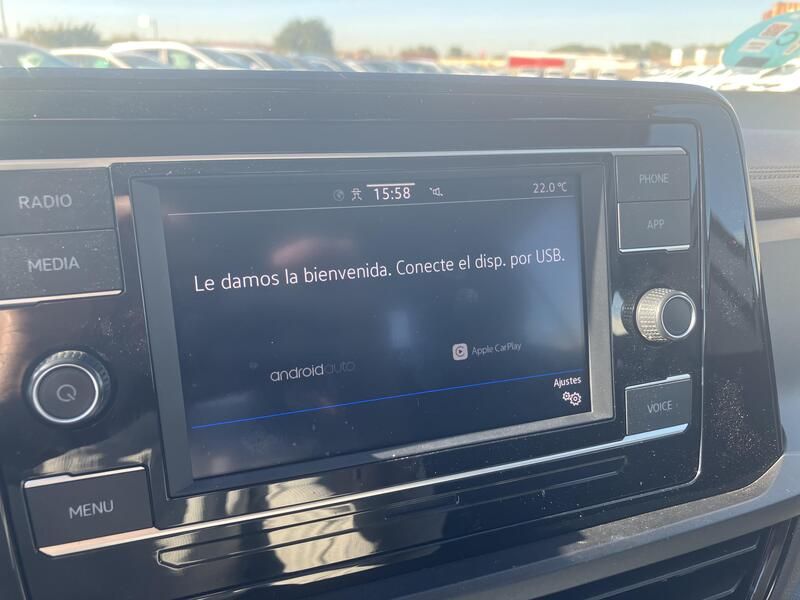 RADIO
MEDIA
MENU
15:58
22.0 °C
Le damos la bienvenida. Conecte el disp. por USB.
androidauto
Apple CarPlay
Ajustes
PHONE
APP
VOICE